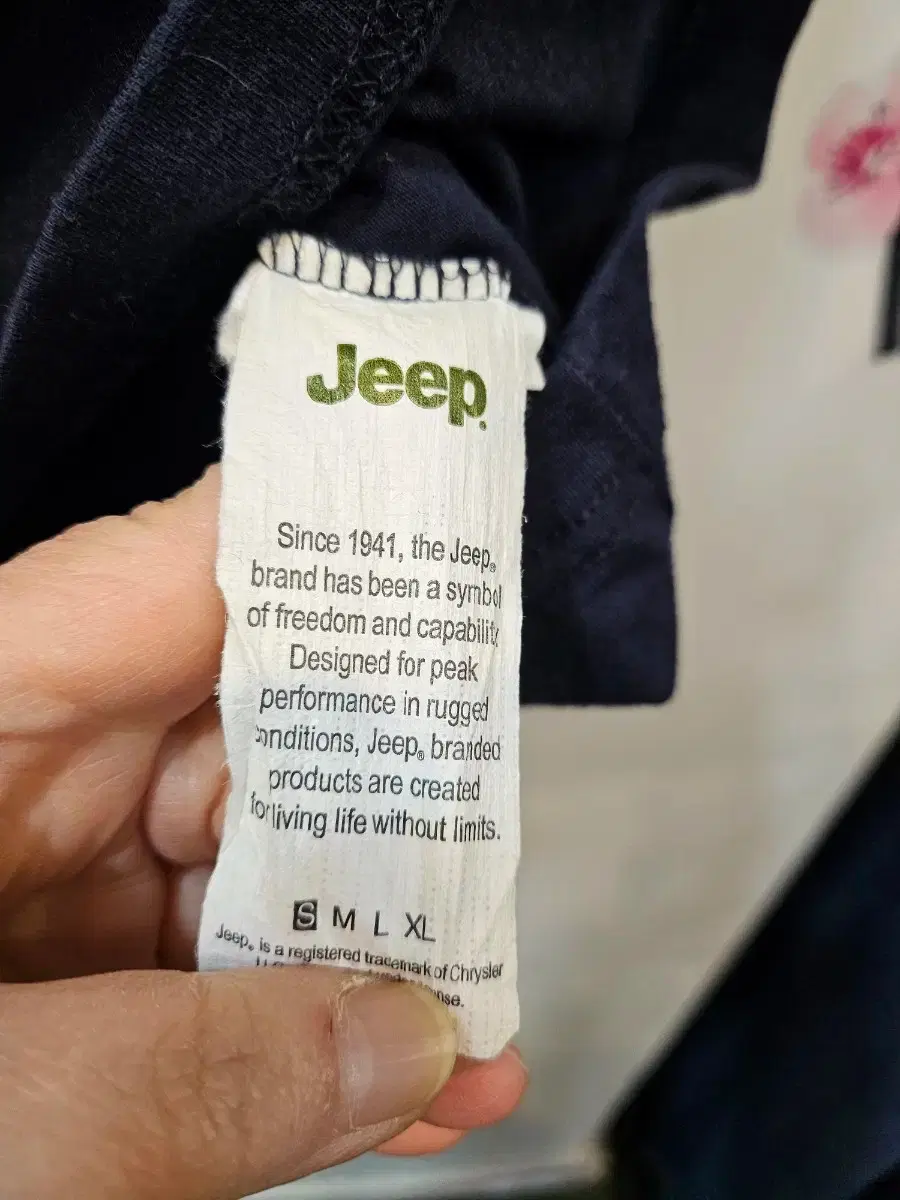 Jeep®
Since 1941, the Jeep®
brand has been a symbol
of freedom and capability
Designed for peak
performance in rugged
conditions, Jeep® branded
products are created
for living life without limits.
S M L XL
Jeep® is a registered trademark of Chrysler